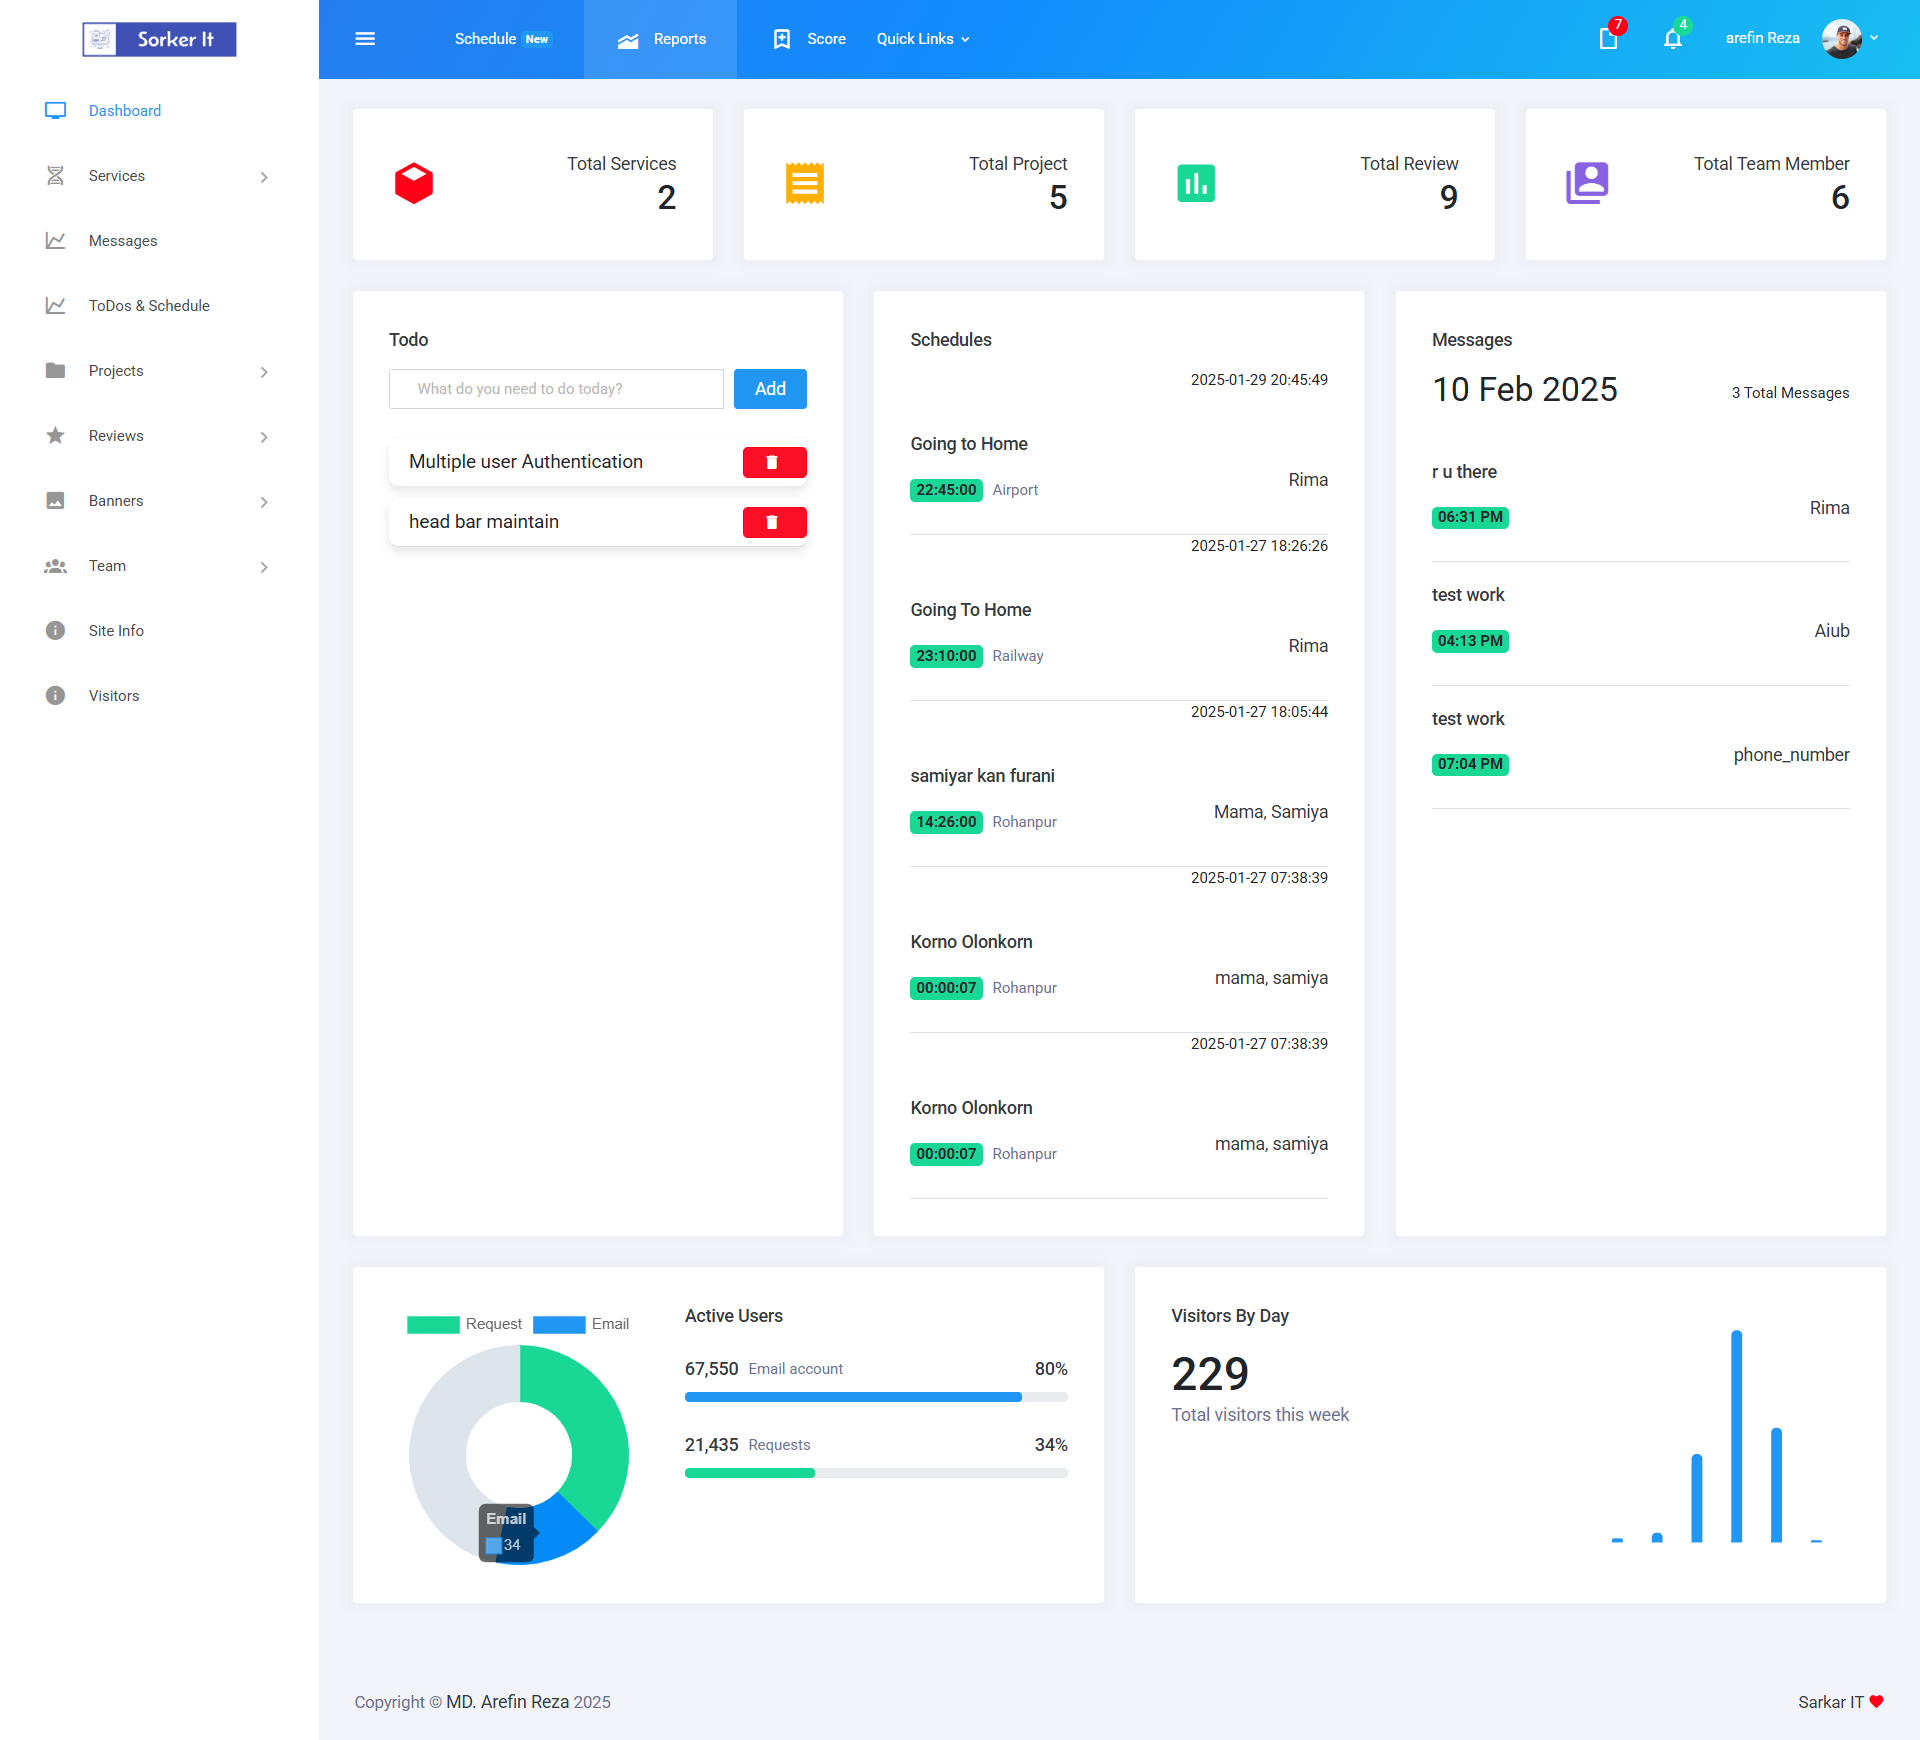 Sorker It
Schedule New
Reports
Score
Quick Links
7
4
arefin Reza
Dashboard
Services
Messages
ToDos & Schedule
Projects
Reviews
Banners
Team
Site Info
Visitors
Total Services
2
Total Project
5
Total Review
9
Total Team Member
6
Todo
What do you need to do today?
Add
Multiple user Authentication
head bar maintain
Schedules
2025-01-29 20:45:49
Going to Home
Rima
22:45:00 Airport
2025-01-27 18:26:26
Going To Home
Rima
23:10:00 Railway
2025-01-27 18:05:44
samiyar kan furani
Mama, Samiya
14:26:00 Rohanpur
2025-01-27 07:38:39
Korno Olonkorn
mama, samiya
00:00:07 Rohanpur
2025-01-27 07:38:39
Korno Olonkorn
mama, samiya
00:00:07 Rohanpur
Messages
10 Feb 2025
3 Total Messages
r u there
Rima
06:31 PM
test work
Aiub
04:13 PM
test work
phone_number
07:04 PM
Request Email
Email
34
Active Users
67,550 Email account 80%
21,435 Requests 34%
Visitors By Day
229
Total visitors this week
Copyright © MD. Arefin Reza 2025
Sarkar IT